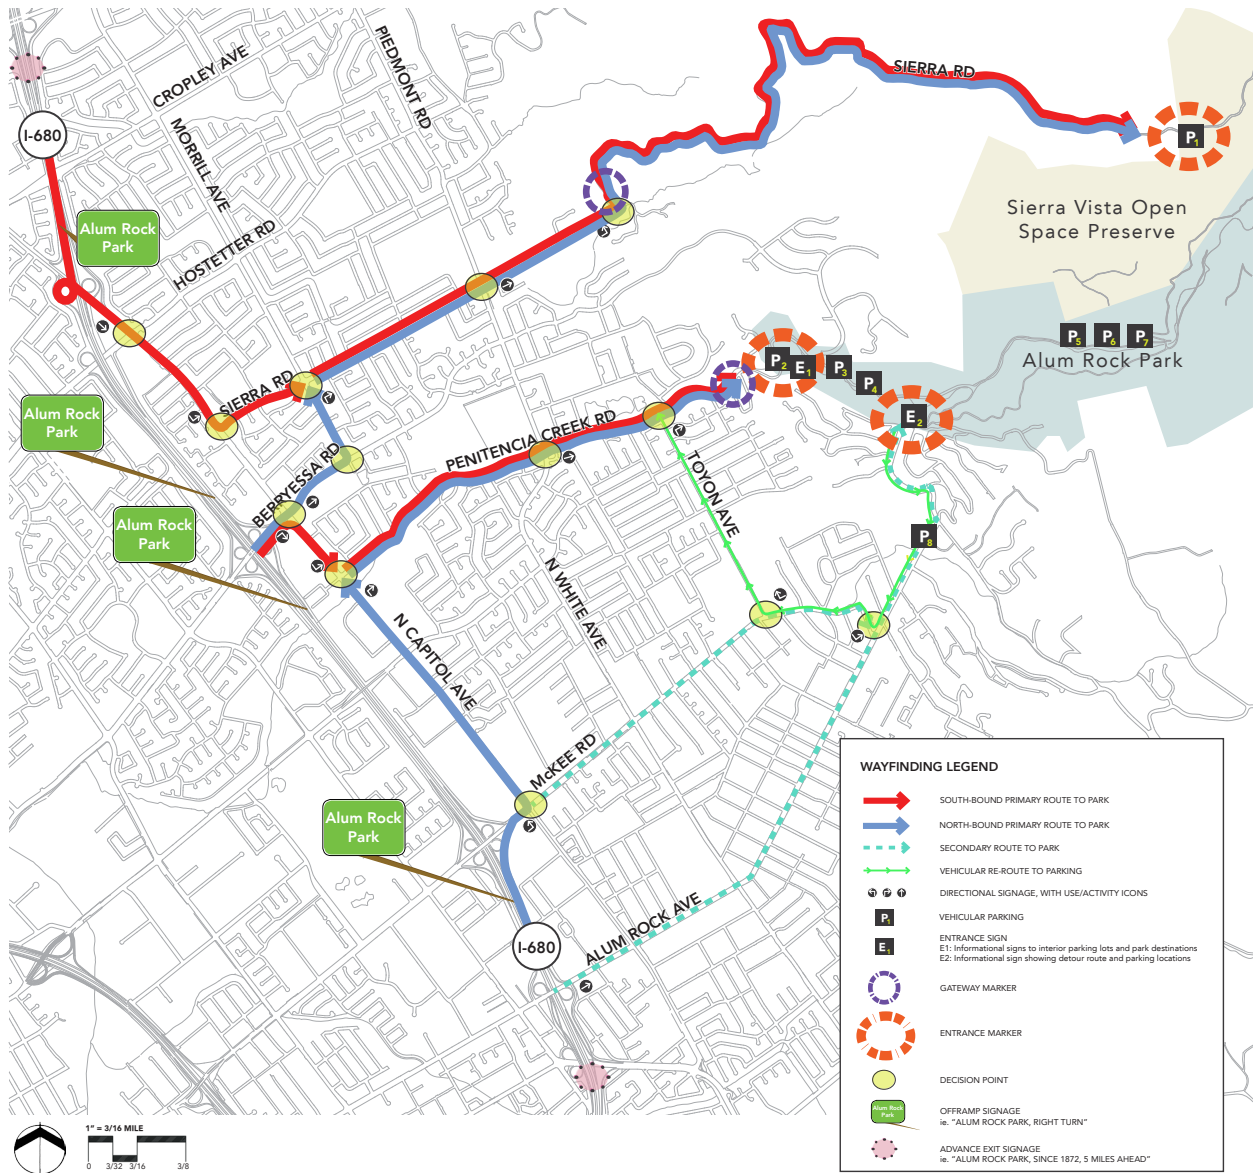 CROPLEY AVE
PIEDMONT RD
SIERRA RD
I-680
MORRILL AVE
P1
Alum Rock
Park
HOSTETTER RD
Sierra Vista Open
Space Preserve
P5
P6
P7
Alum Rock Park
P2
E1
P3
P4
E2
SIERRA RD
Alum Rock
Park
PENITENCIA CREEK RD
BERRYESSA RD
TOYON AVE
Alum Rock
Park
P8
N WHITE AVE
N CAPITOL AVE
McKEE RD
Alum Rock
Park
ALUM ROCK AVE
I-680
WAYFINDING LEGEND
SOUTH-BOUND PRIMARY ROUTE TO PARK
NORTH-BOUND PRIMARY ROUTE TO PARK
SECONDARY ROUTE TO PARK
VEHICULAR RE-ROUTE TO PARKING
DIRECTIONAL SIGNAGE, WITH USE/ACTIVITY ICONS
P1
VEHICULAR PARKING
E1
ENTRANCE SIGN
E1: Informational signs to interior parking lots and park destinations
E2: Informational sign showing detour route and parking locations
GATEWAY MARKER
ENTRANCE MARKER
DECISION POINT
Alum Rock
Park
OFFRAMP SIGNAGE
ie. "ALUM ROCK PARK, RIGHT TURN"
ADVANCE EXIT SIGNAGE
ie. "ALUM ROCK PARK, SINCE 1872, 5 MILES AHEAD"
1" = 3/16 MILE
0 3/32 3/16 3/8